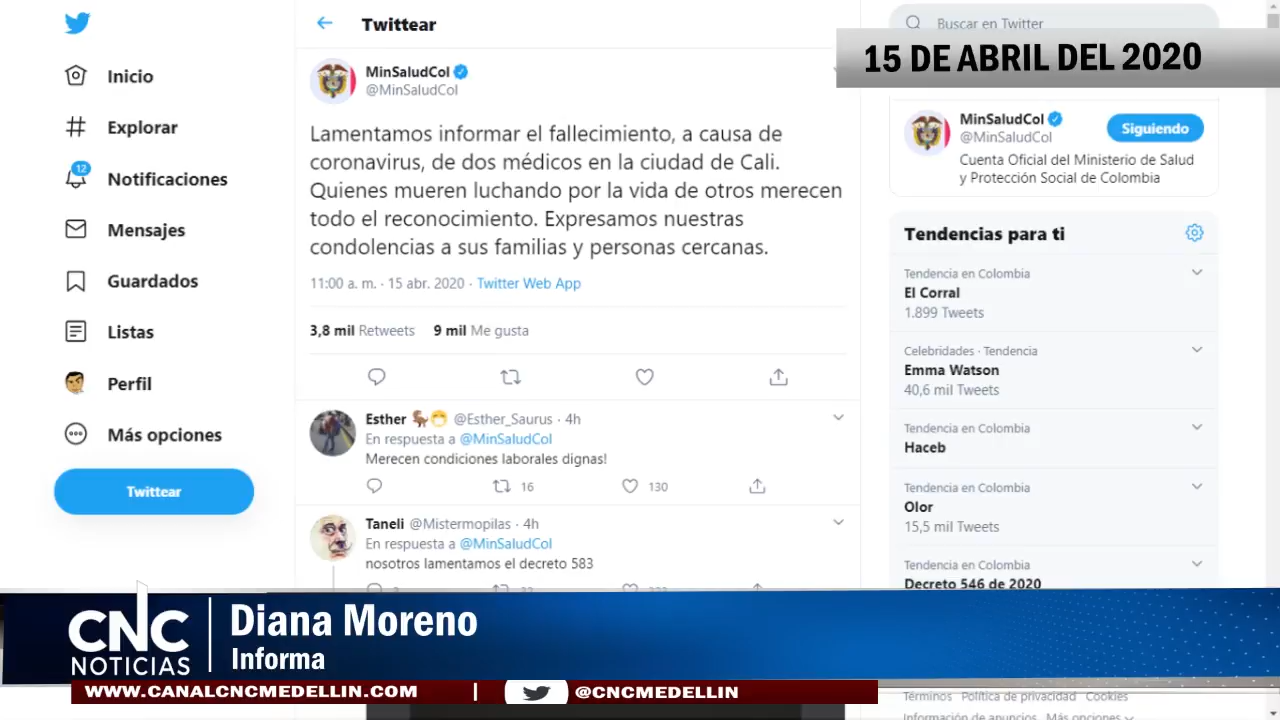 Inicio
Explorar
12
Notificaciones
Mensajes
Guardados
Listas
Perfil
Más opciones
Twittear
Twittear
MinSaludCol
@MinSaludCol
Lamentamos informar el fallecimiento, a causa de
coronavirus, de dos médicos en la ciudad de Cali.
Quienes mueren luchando por la vida de otros merecen
todo el reconocimiento. Expresamos nuestras
condolencias a sus familias y personas cercanas.
11:00 a. m. · 15 abr. 2020 · Twitter Web App
3,8 mil Retweets 9 mil Me gusta
Esther @Esther_Saurus · 4h
En respuesta a @MinSaludCol
Merecen condiciones laborales dignas!
16 130
Taneli @Mistermopilas · 4h
En respuesta a @MinSaludCol
nosotros lamentamos el decreto 583
Buscar en Twitter
15 DE ABRIL DEL 2020
MinSaludCol
@MinSaludCol
Siguiendo
Cuenta Oficial del Ministerio de Salud
y Protección Social de Colombia
Tendencias para ti
Tendencia en Colombia
El Corral
1.899 Tweets
Celebridades · Tendencia
Emma Watson
40,6 mil Tweets
Tendencia en Colombia
Haceb
Tendencia en Colombia
Olor
15,5 mil Tweets
Tendencia en Colombia
Decreto 546 de 2020
CNC
NOTICIAS
Diana Moreno
Informa
WWW.CANALCNCMEDELLIN.COM | @CNCMEDELLIN
Términos Política de privacidad Cookies
Información de anuncios Más opciones